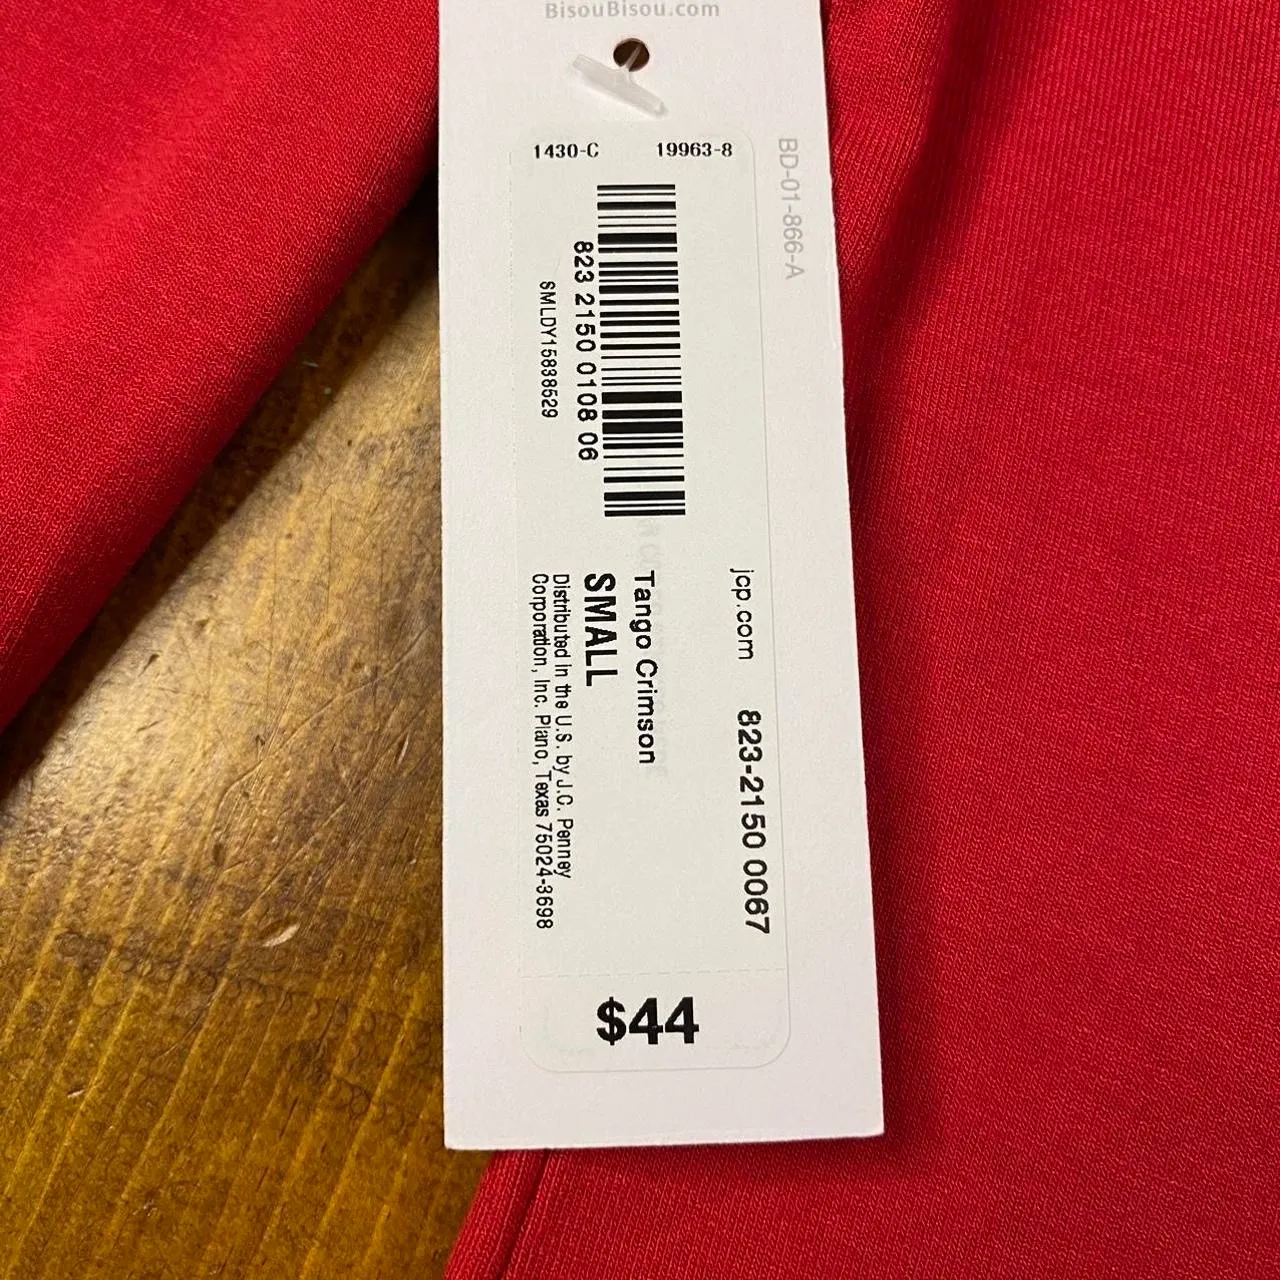 BisouBisou.com
1430-C 19963-8
BD-01-866-A
823 2150 0108 06
SMLDY15838529
jcp.com 823-2150 0067
Tango Crimson
SMALL
Distributed in the U.S. by J.C. Penney
Corporation, Inc. Plano, Texas 75024-3698
$44